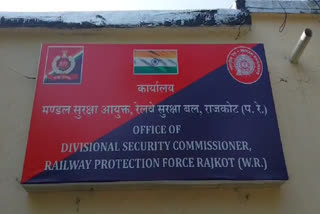 कार्यालय
मण्डल सुरक्षा आयुक्त, रेलवे सुरक्षा बल, राजकोट (प. रे.)
OFFICE OF
DIVISIONAL SECURITY COMMISSIONER,
RAILWAY PROTECTION FORCE RAJKOT (W.R.)